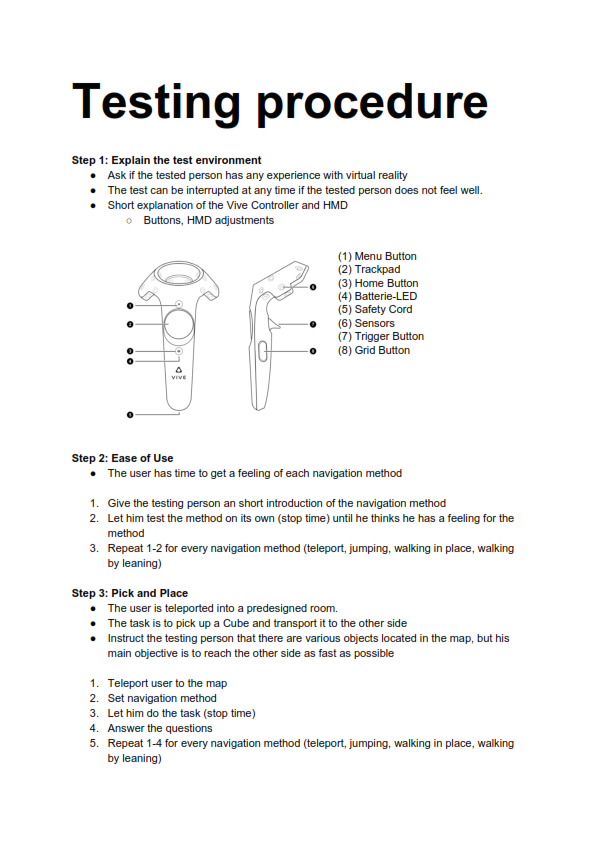 Testing procedure
Step 1: Explain the test environment
● Ask if the tested person has any experience with virtual reality
● The test can be interrupted at any time if the tested person does not feel well.
● Short explanation of the Vive Controller and HMD
○ Buttons, HMD adjustments
(1) Menu Button
(2) Trackpad
(3) Home Button
(4) Batterie-LED
(5) Safety Cord
(6) Sensors
(7) Trigger Button
(8) Grid Button
1
2
3
4
5
VIVE
6
7
8
Step 2: Ease of Use
● The user has time to get a feeling of each navigation method
1. Give the testing person an short introduction of the navigation method
2. Let him test the method on its own (stop time) until he thinks he has a feeling for the
method
3. Repeat 1-2 for every navigation method (teleport, jumping, walking in place, walking
by leaning)
Step 3: Pick and Place
● The user is teleported into a predesigned room.
● The task is to pick up a Cube and transport it to the other side
● Instruct the testing person that there are various objects located in the map, but his
main objective is to reach the other side as fast as possible
1. Teleport user to the map
2. Set navigation method
3. Let him do the task (stop time)
4. Answer the questions
5. Repeat 1-4 for every navigation method (teleport, jumping, walking in place, walking
by leaning)